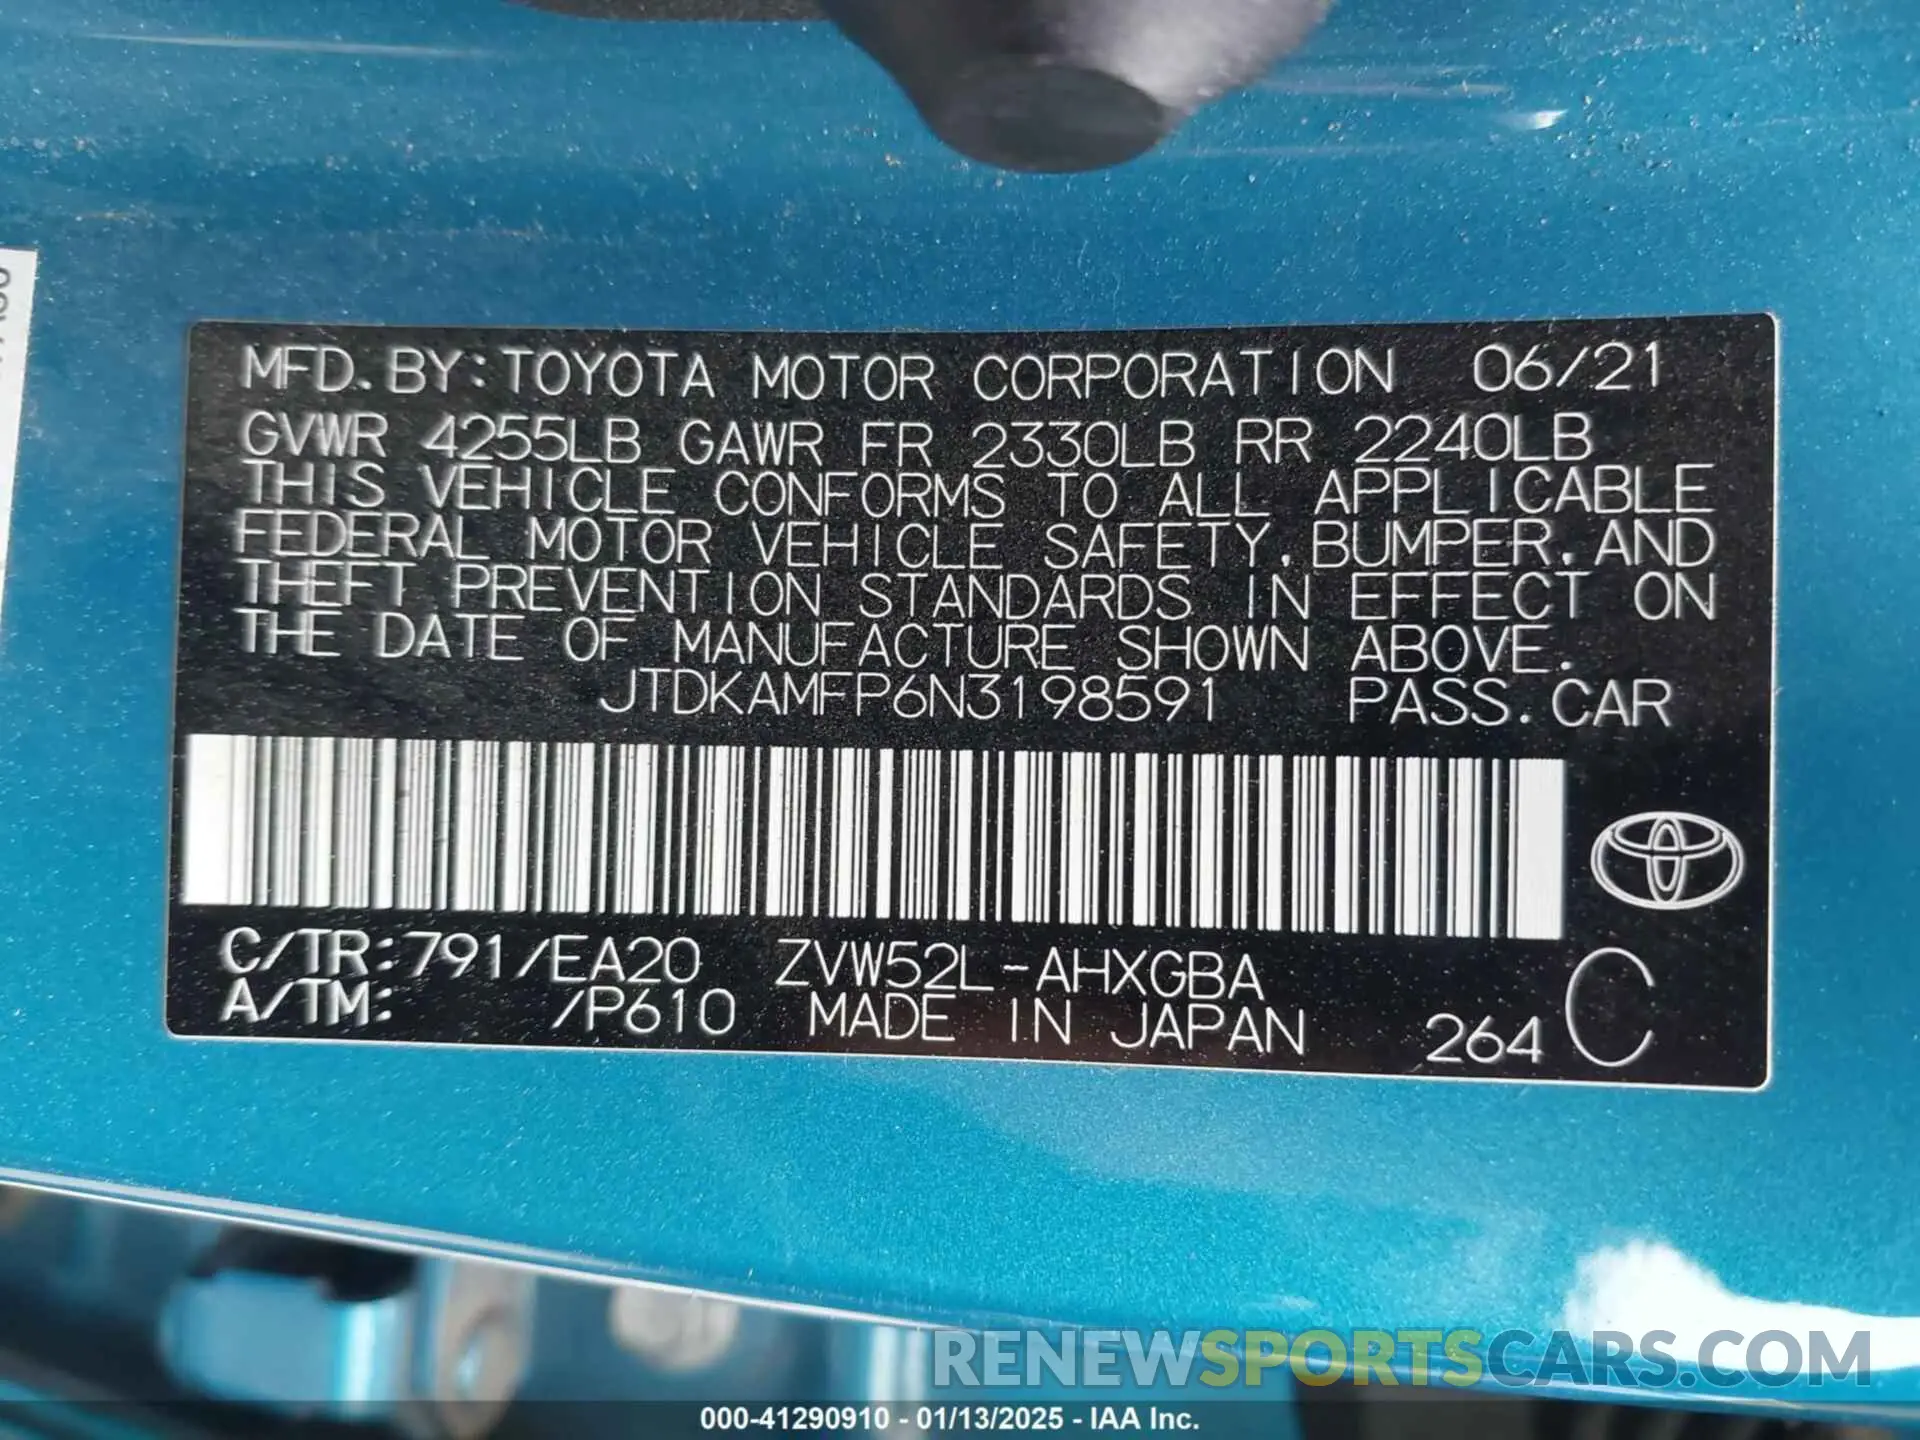 MFD. BY: TOYOTA MOTOR CORPORATION 06/21
GVWR 4255LB GAWR FR 2330LB RR 2240LB
THIS VEHICLE CONFORMS TO ALL APPLICABLE
FEDERAL MOTOR VEHICLE SAFETY, BUMPER, AND
THEFT PREVENTION STANDARDS IN EFFECT ON
THE DATE OF MANUFACTURE SHOWN ABOVE.
JTDKAMFP6N3198591 PASS. CAR
C/TR: 791/EA20 ZVW52L-AHXGBA
A/TM: /P610 MADE IN JAPAN 264 C
RENEWSPORTSCARS.COM
000-41290910 - 01/13/2025 - IAA Inc.